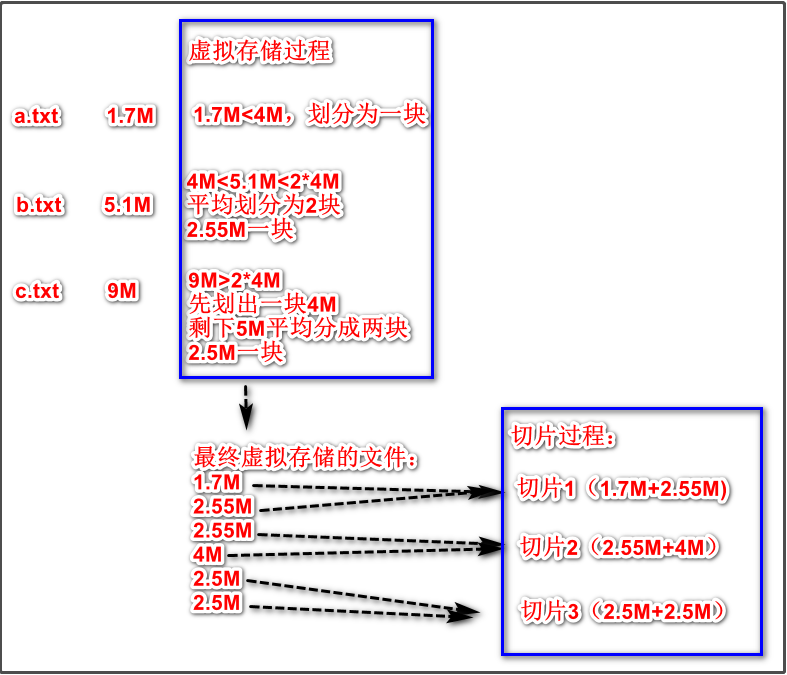 虚拟存储过程
a.txt 1.7M 1.7M<4M，划分为一块
4M<5.1M<2*4M
b.txt 5.1M 平均划分为2块
2.55M一块
9M>2*4M
c.txt 9M 先划出一块4M
剩下5M平均分成两块
2.5M一块
最终虚拟存储的文件：
1.7M
2.55M
2.55M
4M
2.5M
2.5M
切片过程：
切片1（1.7M+2.55M)
切片2（2.55M+4M）
切片3（2.5M+2.5M）